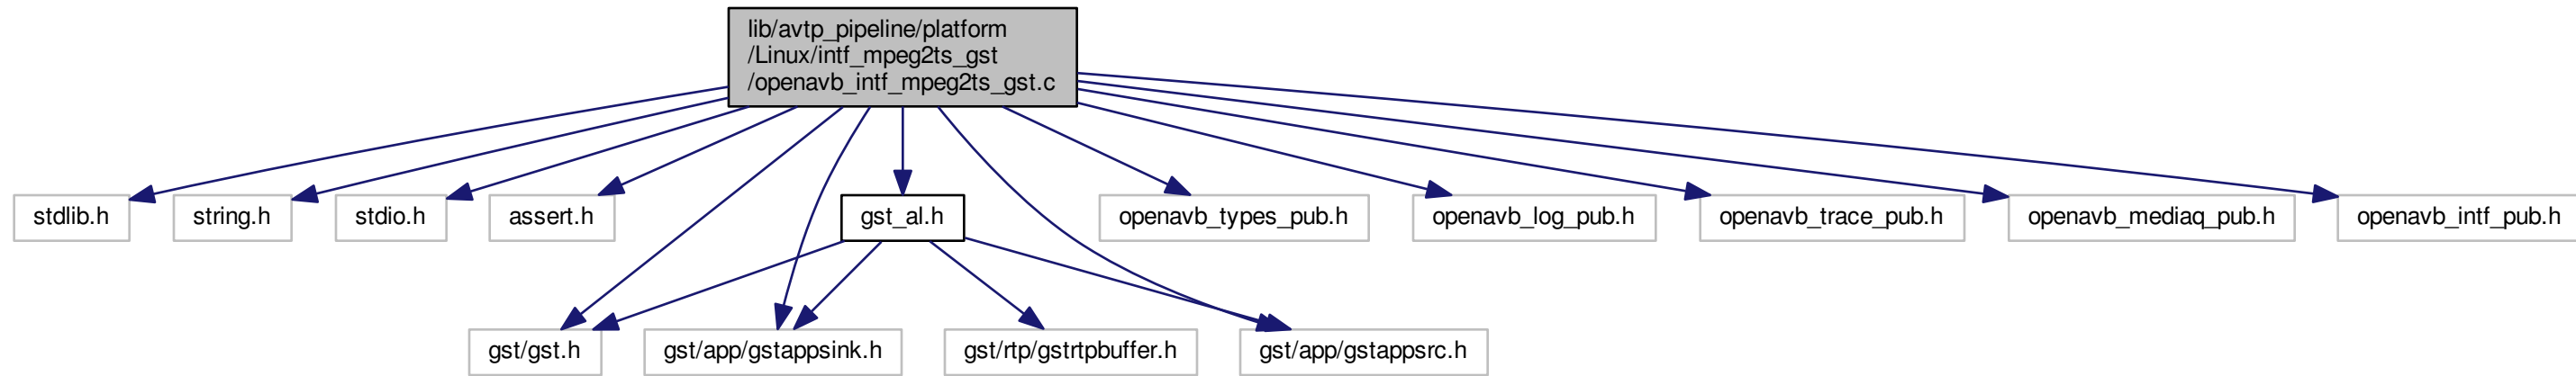 lib/avtp_pipeline/platform
/Linux/intf_mpeg2ts_gst
/openavb_intf_mpeg2ts_gst.c
stdlib.h
string.h
stdio.h
assert.h
gst_al.h
openavb_types_pub.h
openavb_log_pub.h
openavb_trace_pub.h
openavb_mediaq_pub.h
openavb_intf_pub.h
gst/gst.h
gst/app/gstappsink.h
gst/rtp/gstrtpbuffer.h
gst/app/gstappsrc.h